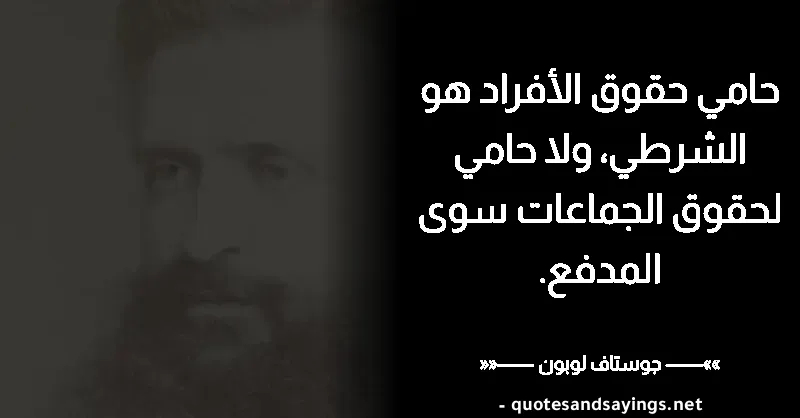 حامي حقوق الأفراد هو
الشرطي، ولا حامي
لحقوق الجماعات سوى
المدفع.
»»—— جوستاف لوبون ——««
- quotesandsayings.net